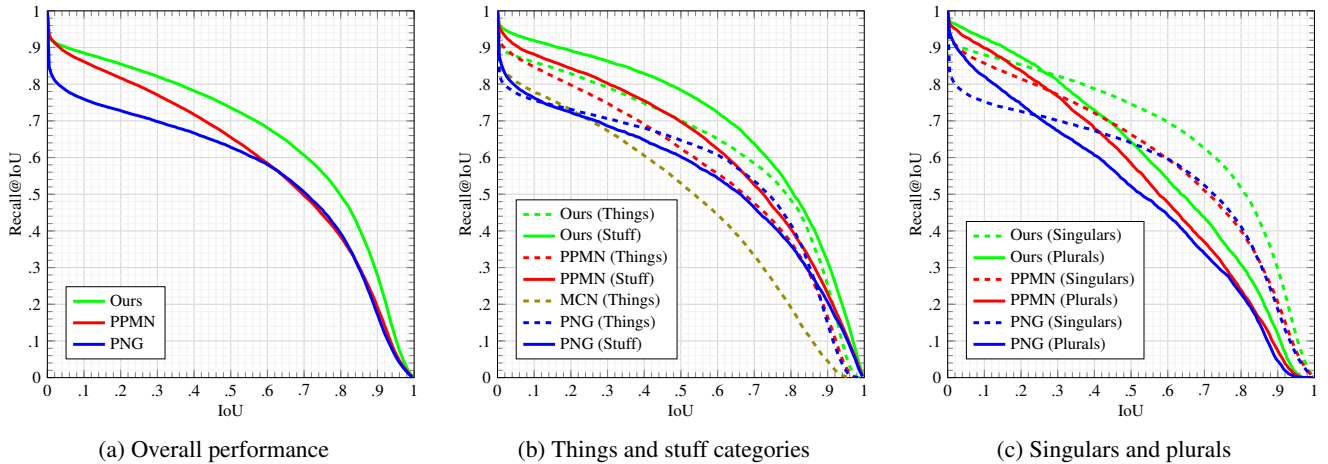 1
.9
.8
.7
.6
.5
.4
.3
.2
.1
0
Recall@IoU
0 .1 .2 .3 .4 .5 .6 .7 .8 .9 1
IoU
Ours
PPMN
PNG
(a) Overall performance
1
.9
.8
.7
.6
.5
.4
.3
.2
.1
0
Recall@IoU
0 .1 .2 .3 .4 .5 .6 .7 .8 .9 1
IoU
Ours (Things)
Ours (Stuff)
PPMN (Things)
PPMN (Stuff)
MCN (Things)
PNG (Things)
PNG (Stuff)
(b) Things and stuff categories
1
.9
.8
.7
.6
.5
.4
.3
.2
.1
0
Recall@IoU
0 .1 .2 .3 .4 .5 .6 .7 .8 .9 1
IoU
Ours (Singulars)
Ours (Plurals)
PPMN (Singulars)
PPMN (Plurals)
PNG (Singulars)
PNG (Plurals)
(c) Singulars and plurals